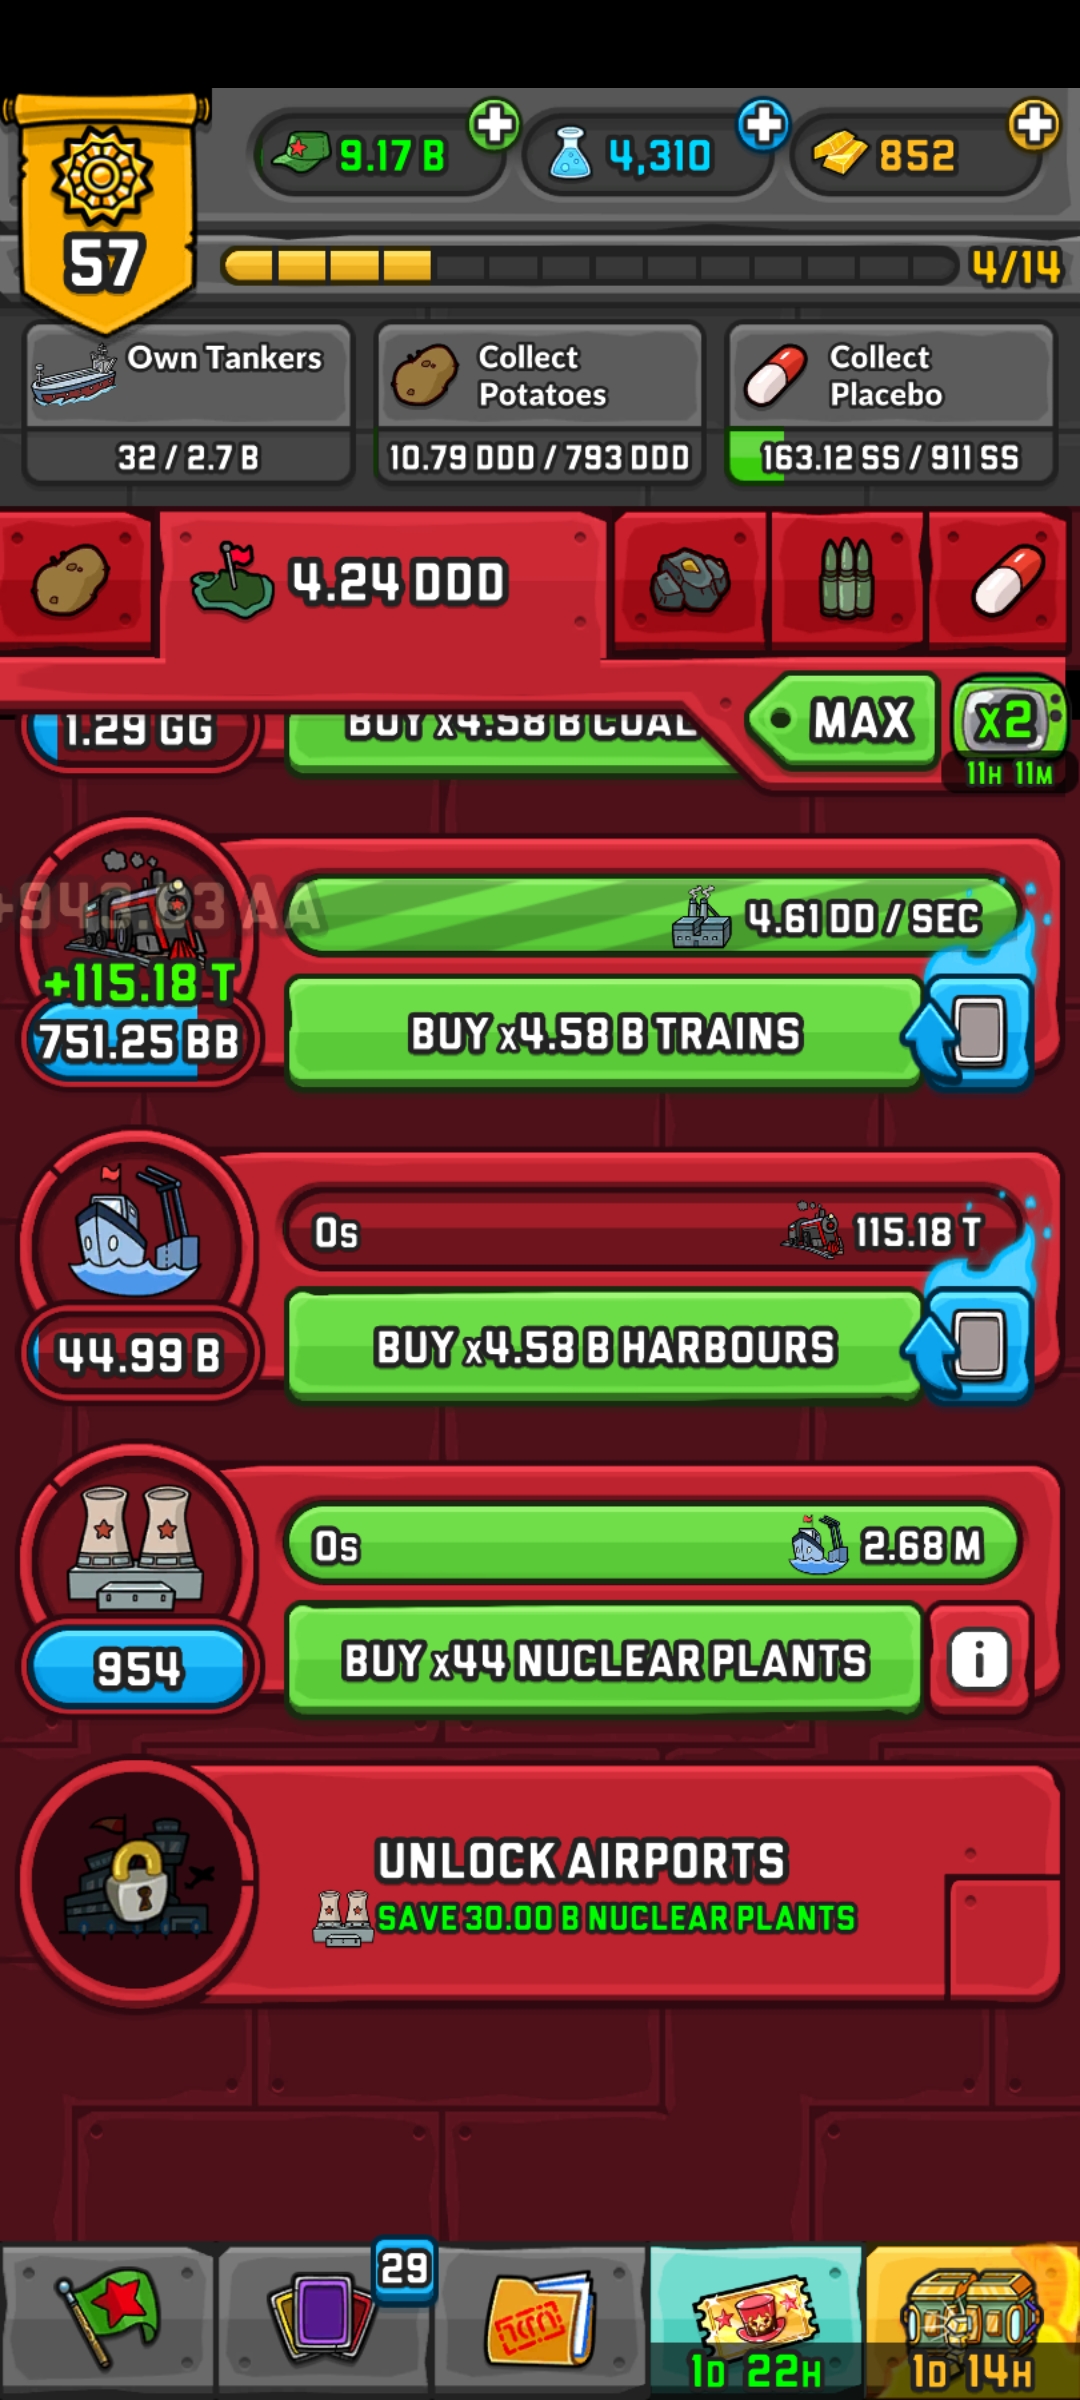 9.17 B
4,310
852
57
4/14
Own Tankers
32 / 2.7 B
Collect
Potatoes
10.79 DDD / 793 DDD
Collect
Placebo
163.12 SS / 911 SS
4.24 DDD
MAX
x2
11H 11M
1.29 GG
BUY x4.58 B COAL
4.61 DD / SEC
+115.18 T
751.25 BB
BUY x4.58 B TRAINS
0s
115.18 T
44.99 B
BUY x4.58 B HARBOURS
0s
2.68 M
954
BUY x44 NUCLEAR PLANTS
i
UNLOCK AIRPORTS
SAVE 30.00 B NUCLEAR PLANTS
29
1D 22H
1D 14H